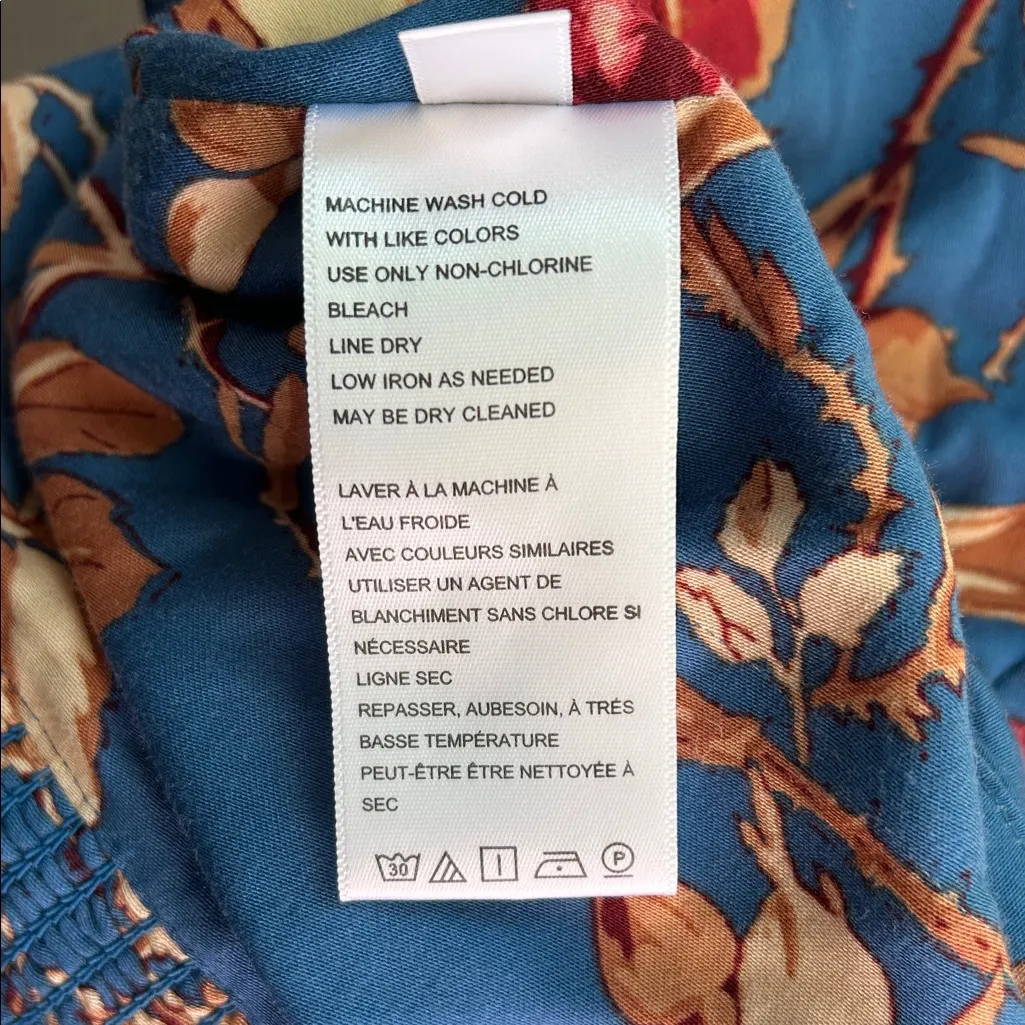 MACHINE WASH COLD
WITH LIKE COLORS
USE ONLY NON-CHLORINE
BLEACH
LINE DRY
LOW IRON AS NEEDED
MAY BE DRY CLEANED
LAVER À LA MACHINE À
L'EAU FROIDE
AVEC COULEURS SIMILAIRES
UTILISER UN AGENT DE
BLANCHIMENT SANS CHLORE SI
NÉCESSAIRE
LIGNE SEC
REPASSER, AUBESOIN, À TRÉS
BASSE TEMPÉRATURE
PEUT-ÊTRE ÊTRE NETTOYÉE À
SEC
30 P